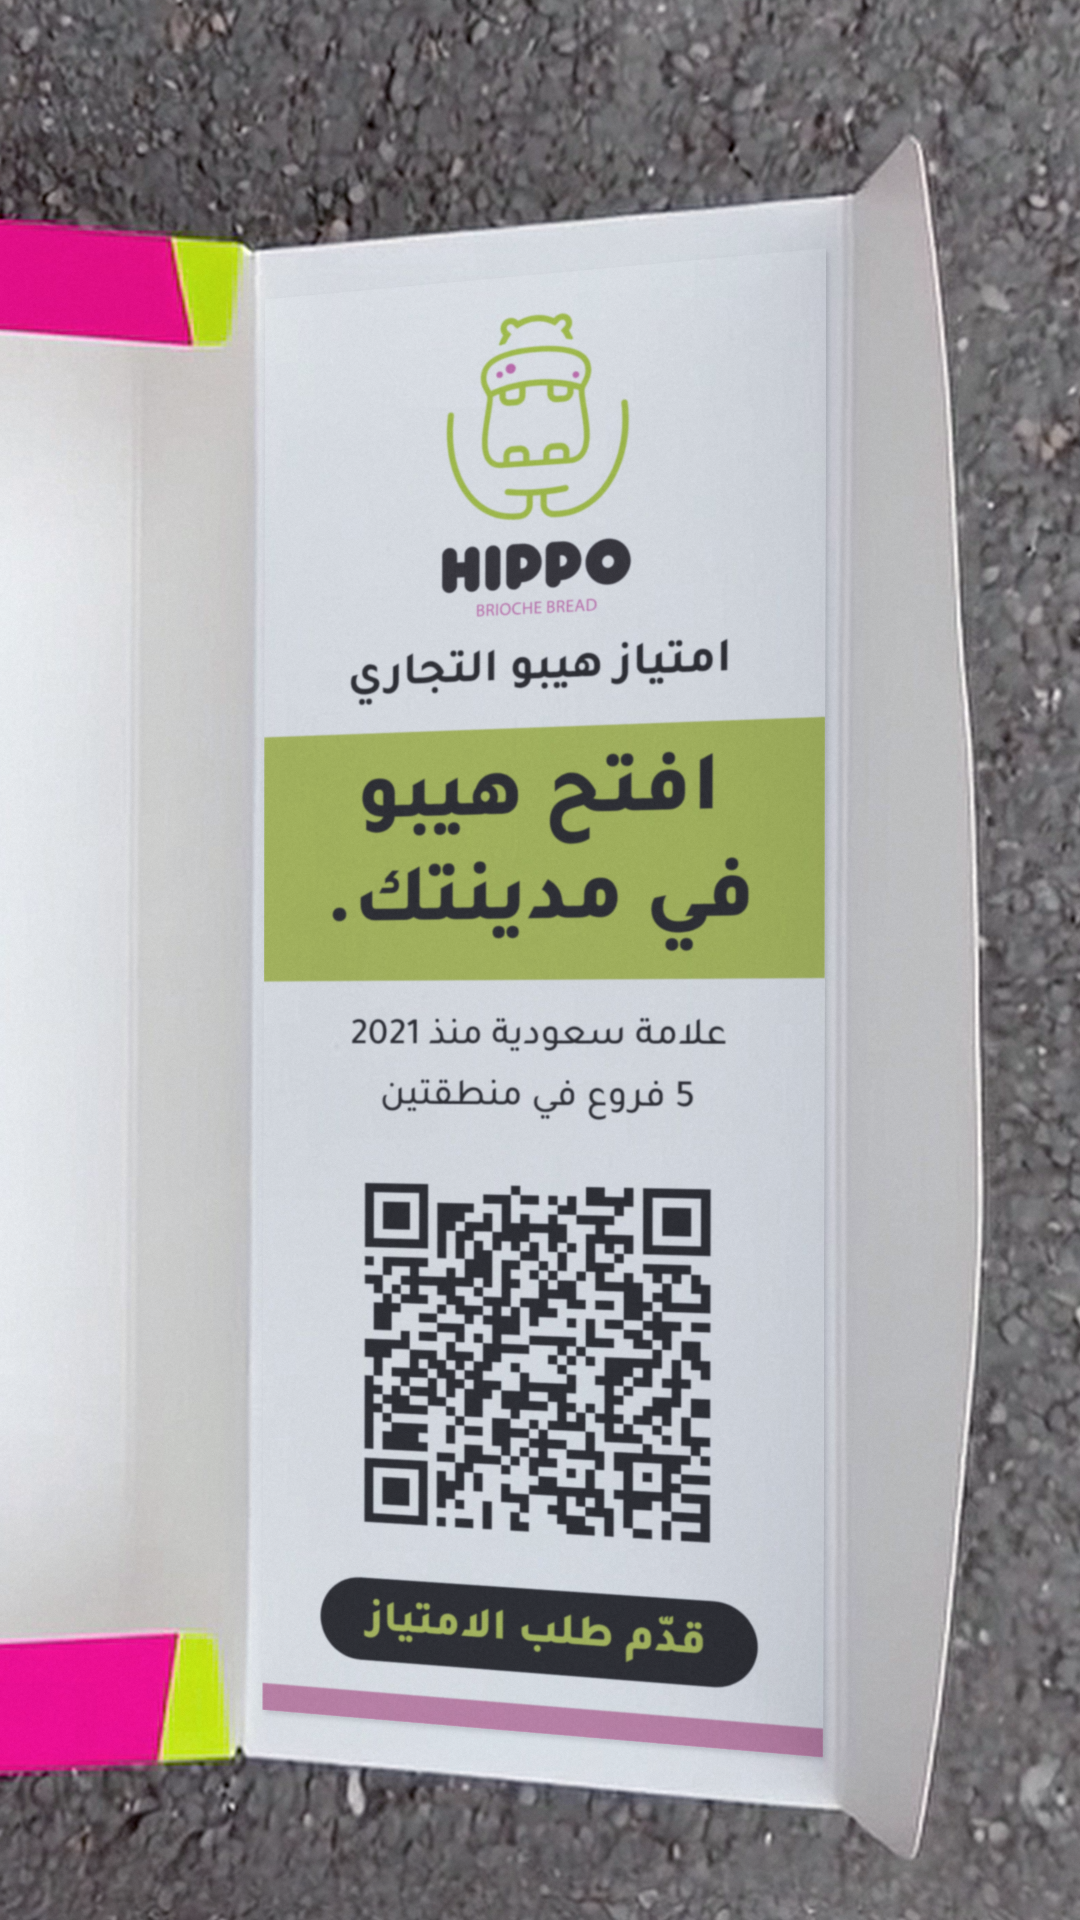 HIPPO
BRIOCHE BREAD
امتياز هيبو التجاري
افتح هيبو
في مدينتك.
علامة سعودية منذ 2021
5 فروع في منطقتين
قدّم طلب الامتياز